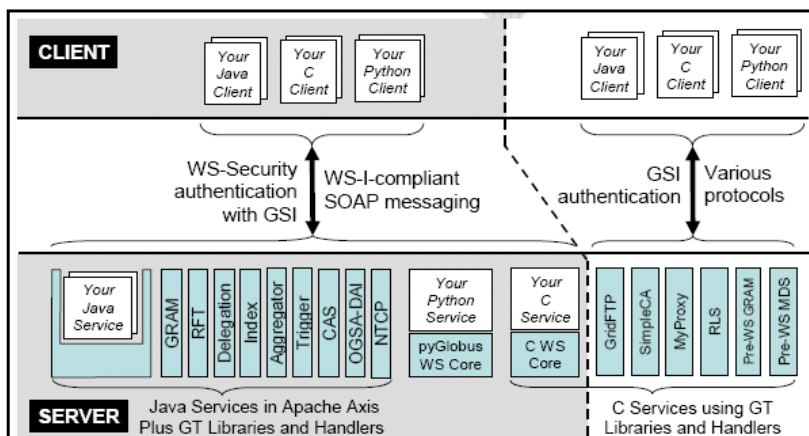 CLIENT
Your
Java
Client
Your
C
Client
Your
Python
Client
Your
Java
Client
Your
C
Client
Your
Python
Client
WS-Security
authentication
with GSI
WS-I-compliant
SOAP messaging
GSI
authentication
Various
protocols
Your
Java
Service
GRAM
RFT
Delegation
Index
Aggregator
Trigger
CAS
OGSA-DAI
NTCP
Your
Python
Service
pyGlobus
WS Core
Your
C
Service
C WS
Core
GridFTP
SimpleCA
MyProxy
RLS
Pre-WS GRAM
Pre-WS MDS
SERVER
Java Services in Apache Axis
Plus GT Libraries and Handlers
C Services using GT
Libraries and Handlers